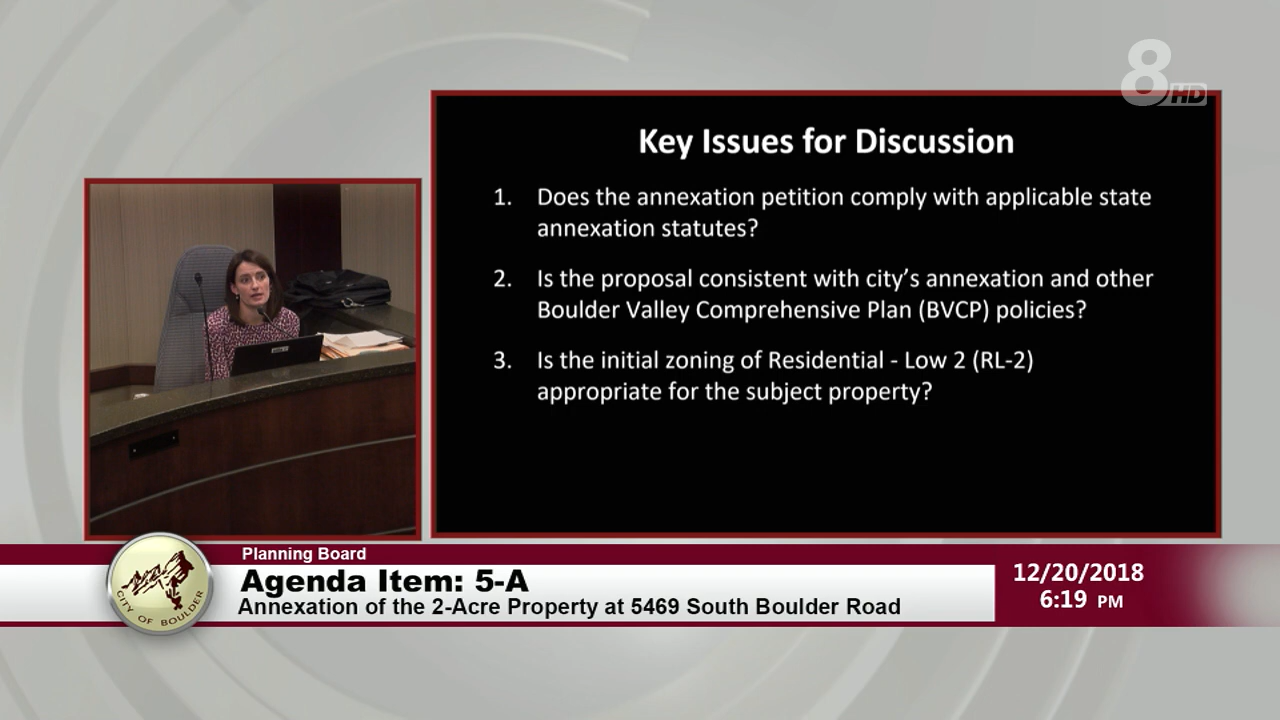 8 HD
Key Issues for Discussion
1. Does the annexation petition comply with applicable state
annexation statutes?
2. Is the proposal consistent with city’s annexation and other
Boulder Valley Comprehensive Plan (BVCP) policies?
3. Is the initial zoning of Residential - Low 2 (RL-2)
appropriate for the subject property?
Planning Board
Agenda Item: 5-A
Annexation of the 2-Acre Property at 5469 South Boulder Road
12/20/2018
6:19 PM
CITY OF BOULDER